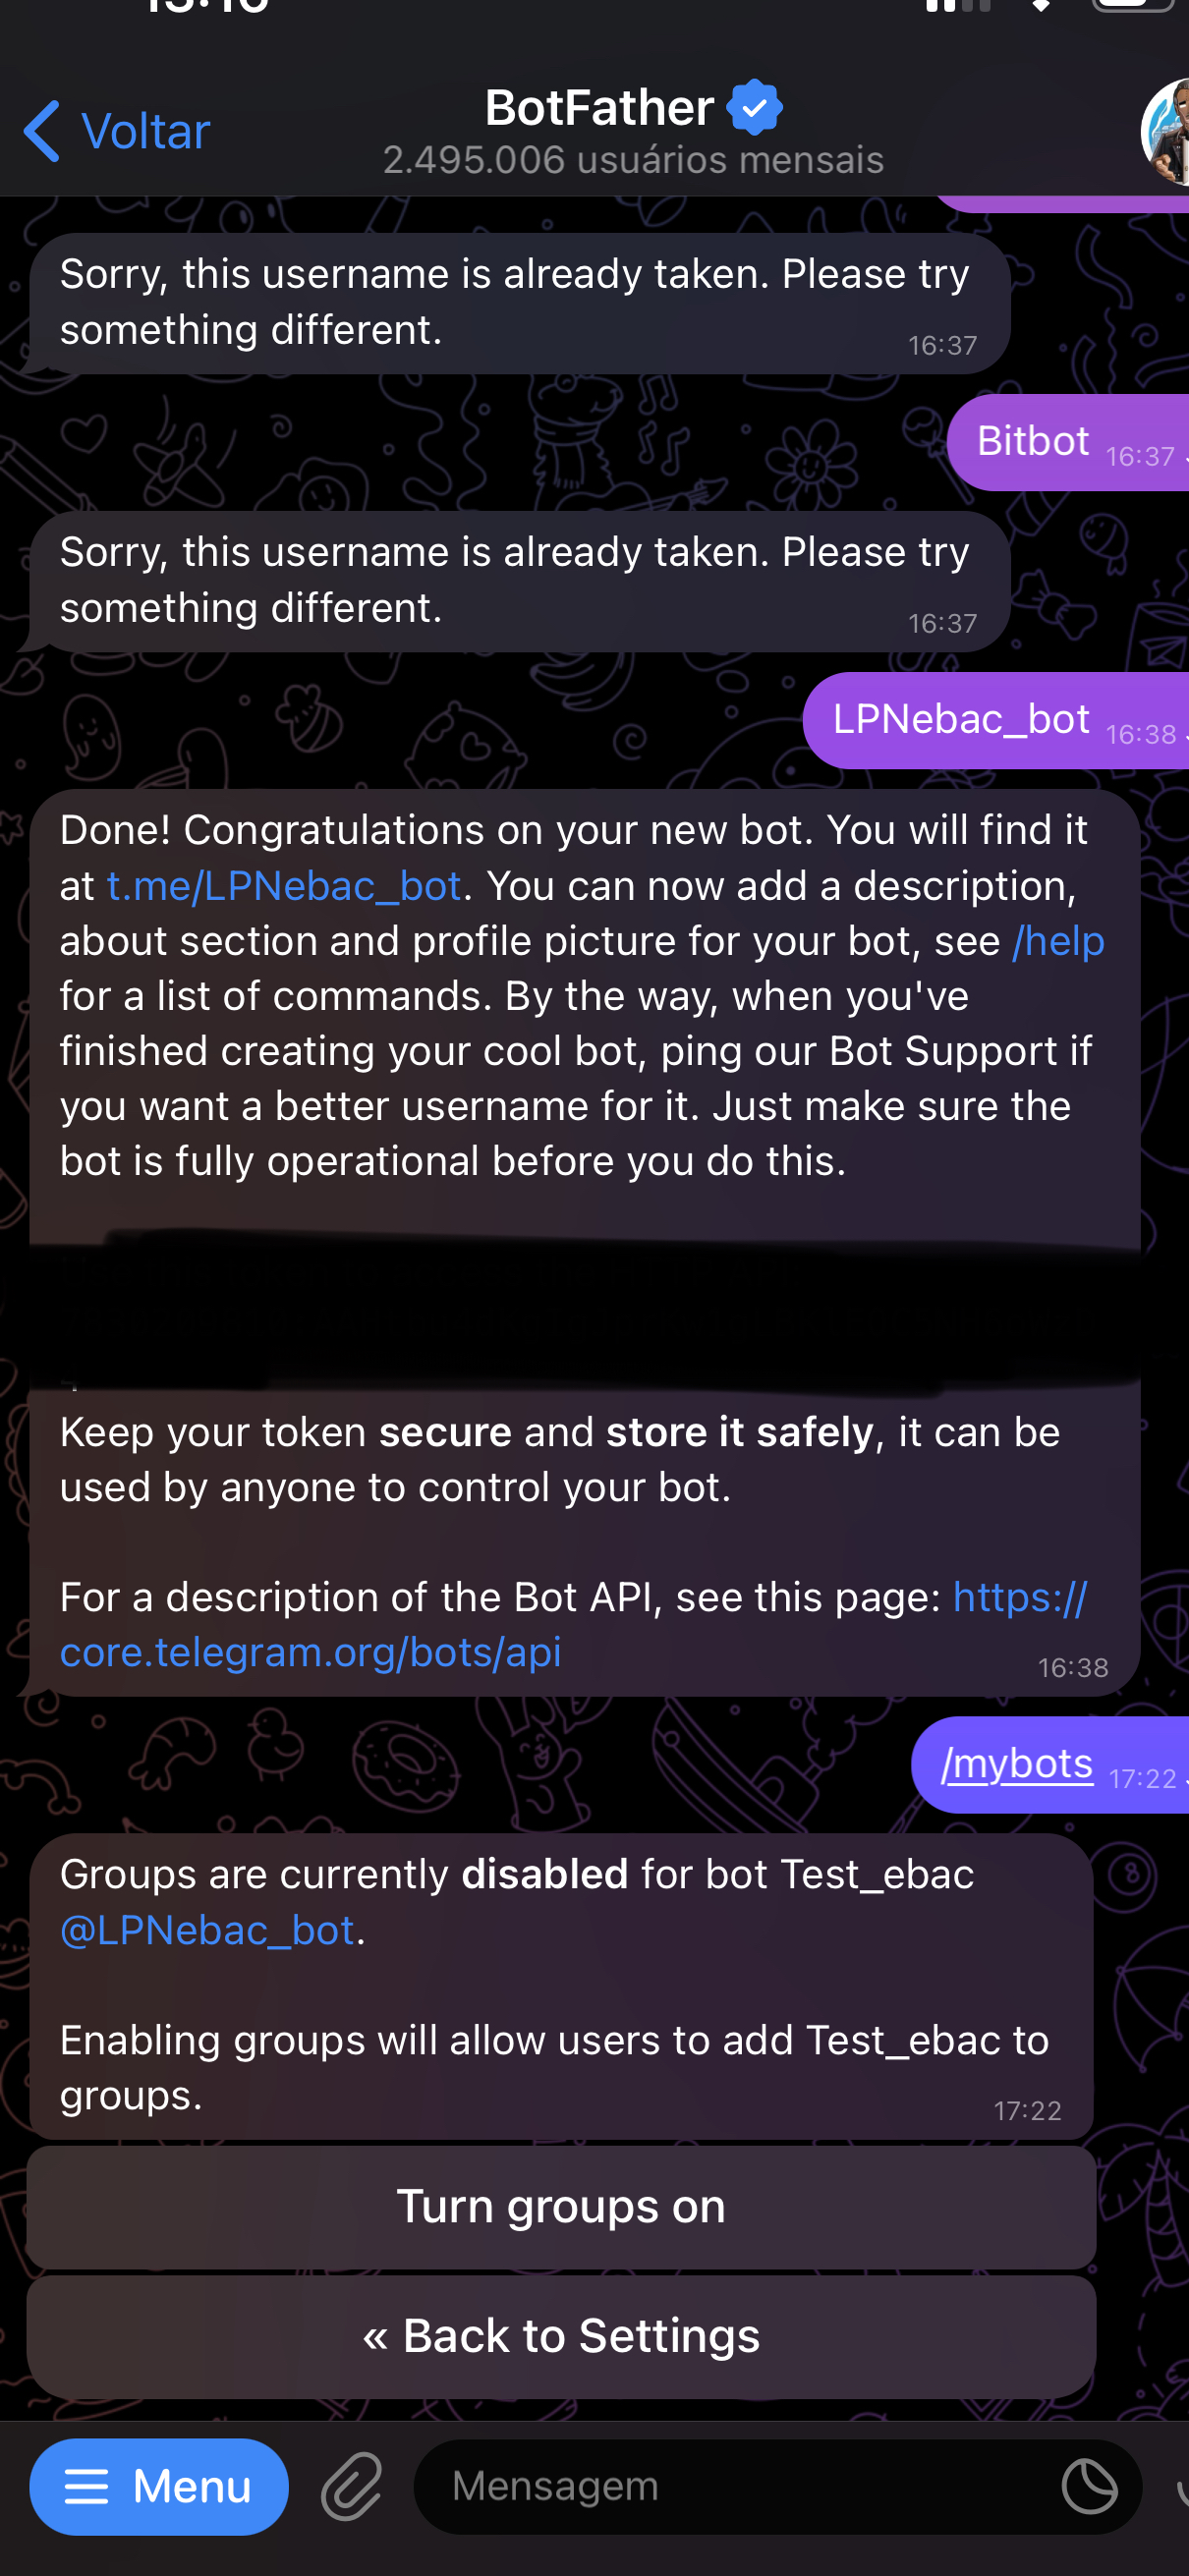 Voltar
BotFather
2.495.006 usuários mensais
Sorry, this username is already taken. Please try
something different.
16:37
Bitbot 16:37
Sorry, this username is already taken. Please try
something different.
16:37
LPNebac_bot 16:38
Done! Congratulations on your new bot. You will find it
at t.me/LPNebac_bot. You can now add a description,
about section and profile picture for your bot, see /help
for a list of commands. By the way, when you've
finished creating your cool bot, ping our Bot Support if
you want a better username for it. Just make sure the
bot is fully operational before you do this.
Keep your token secure and store it safely, it can be
used by anyone to control your bot.
For a description of the Bot API, see this page: https://
core.telegram.org/bots/api
16:38
/mybots 17:22
Groups are currently disabled for bot Test_ebac
@LPNebac_bot.
Enabling groups will allow users to add Test_ebac to
groups.
17:22
Turn groups on
« Back to Settings
Menu
Mensagem